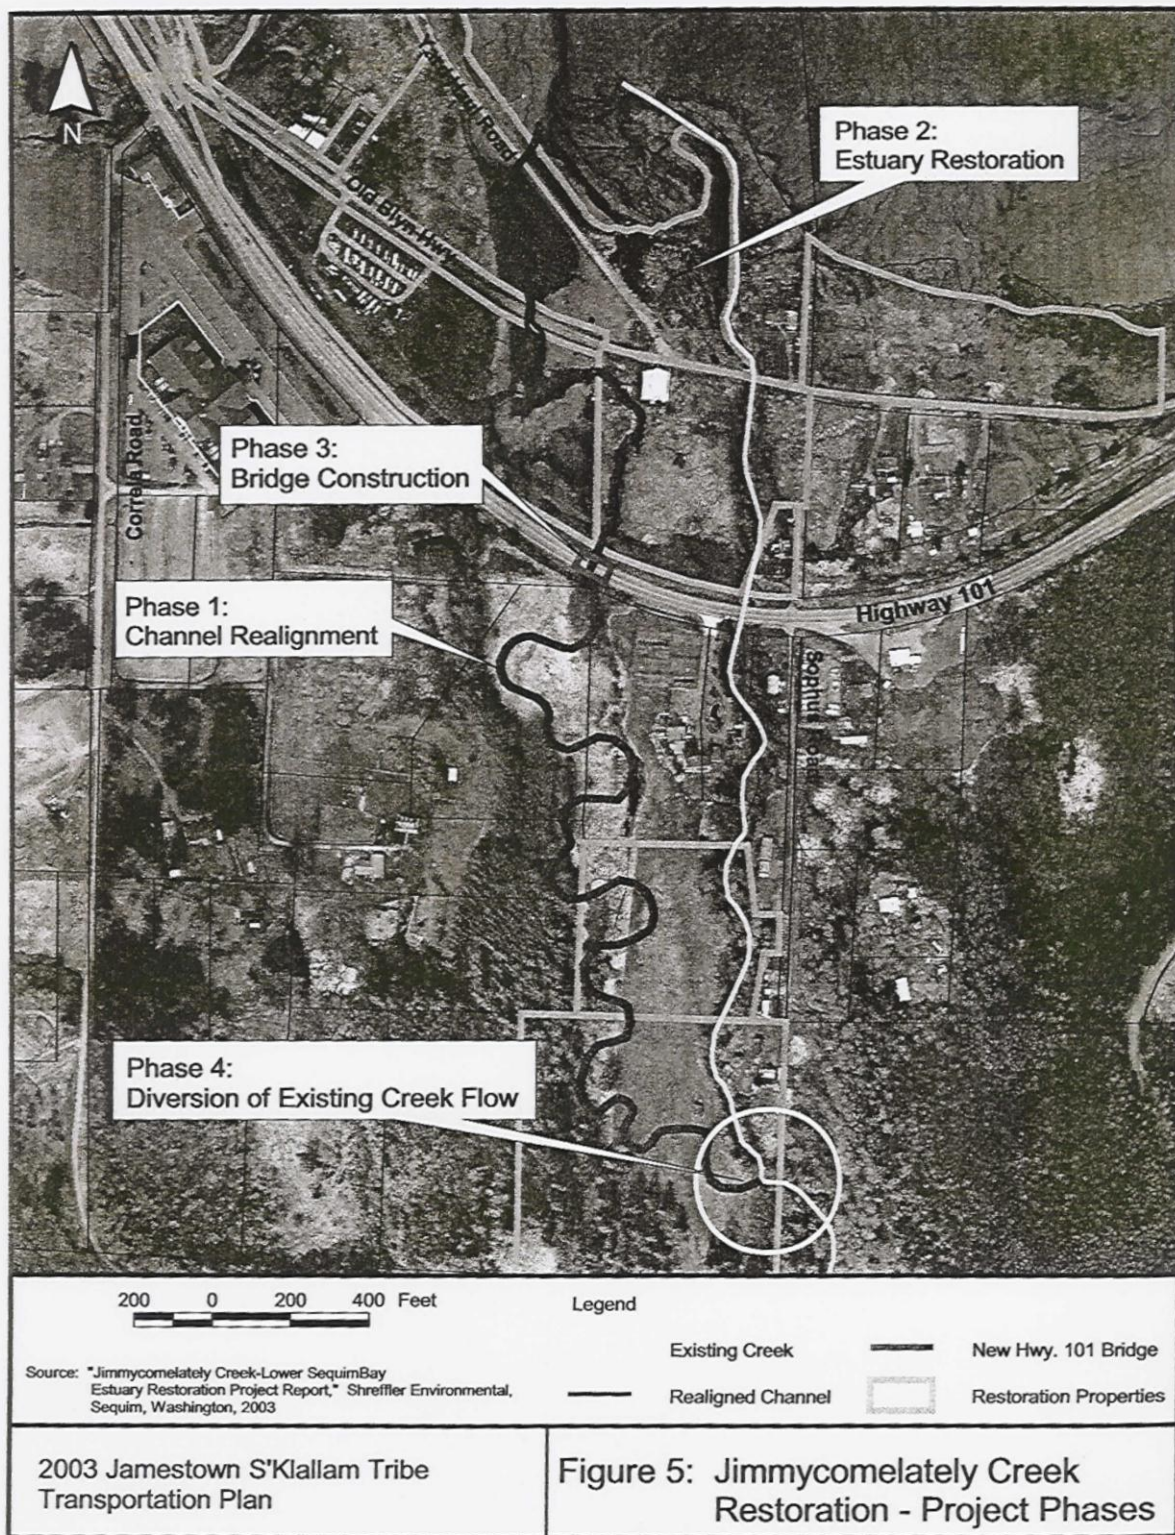 N
Phase 2:
Estuary Restoration
Old Blyn Hwy
Phase 3:
Bridge Construction
Correia Road
Phase 1:
Channel Realignment
Highway 101
Phase 4:
Diversion of Existing Creek Flow
200 0 200 400 Feet
Legend
Existing Creek
New Hwy. 101 Bridge
Realigned Channel
Restoration Properties
Source: "Jimmycomelately Creek-Lower SequimBay
Estuary Restoration Project Report," Shreffler Environmental,
Sequim, Washington, 2003
2003 Jamestown S'Klallam Tribe
Transportation Plan
Figure 5: Jimmycomelately Creek
Restoration - Project Phases